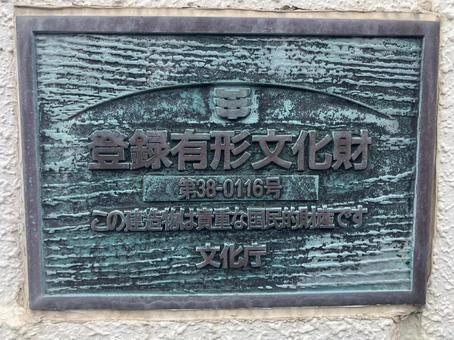 登録有形文化財
第38-0116号
この建造物は貴重な国民的財産です
文化庁